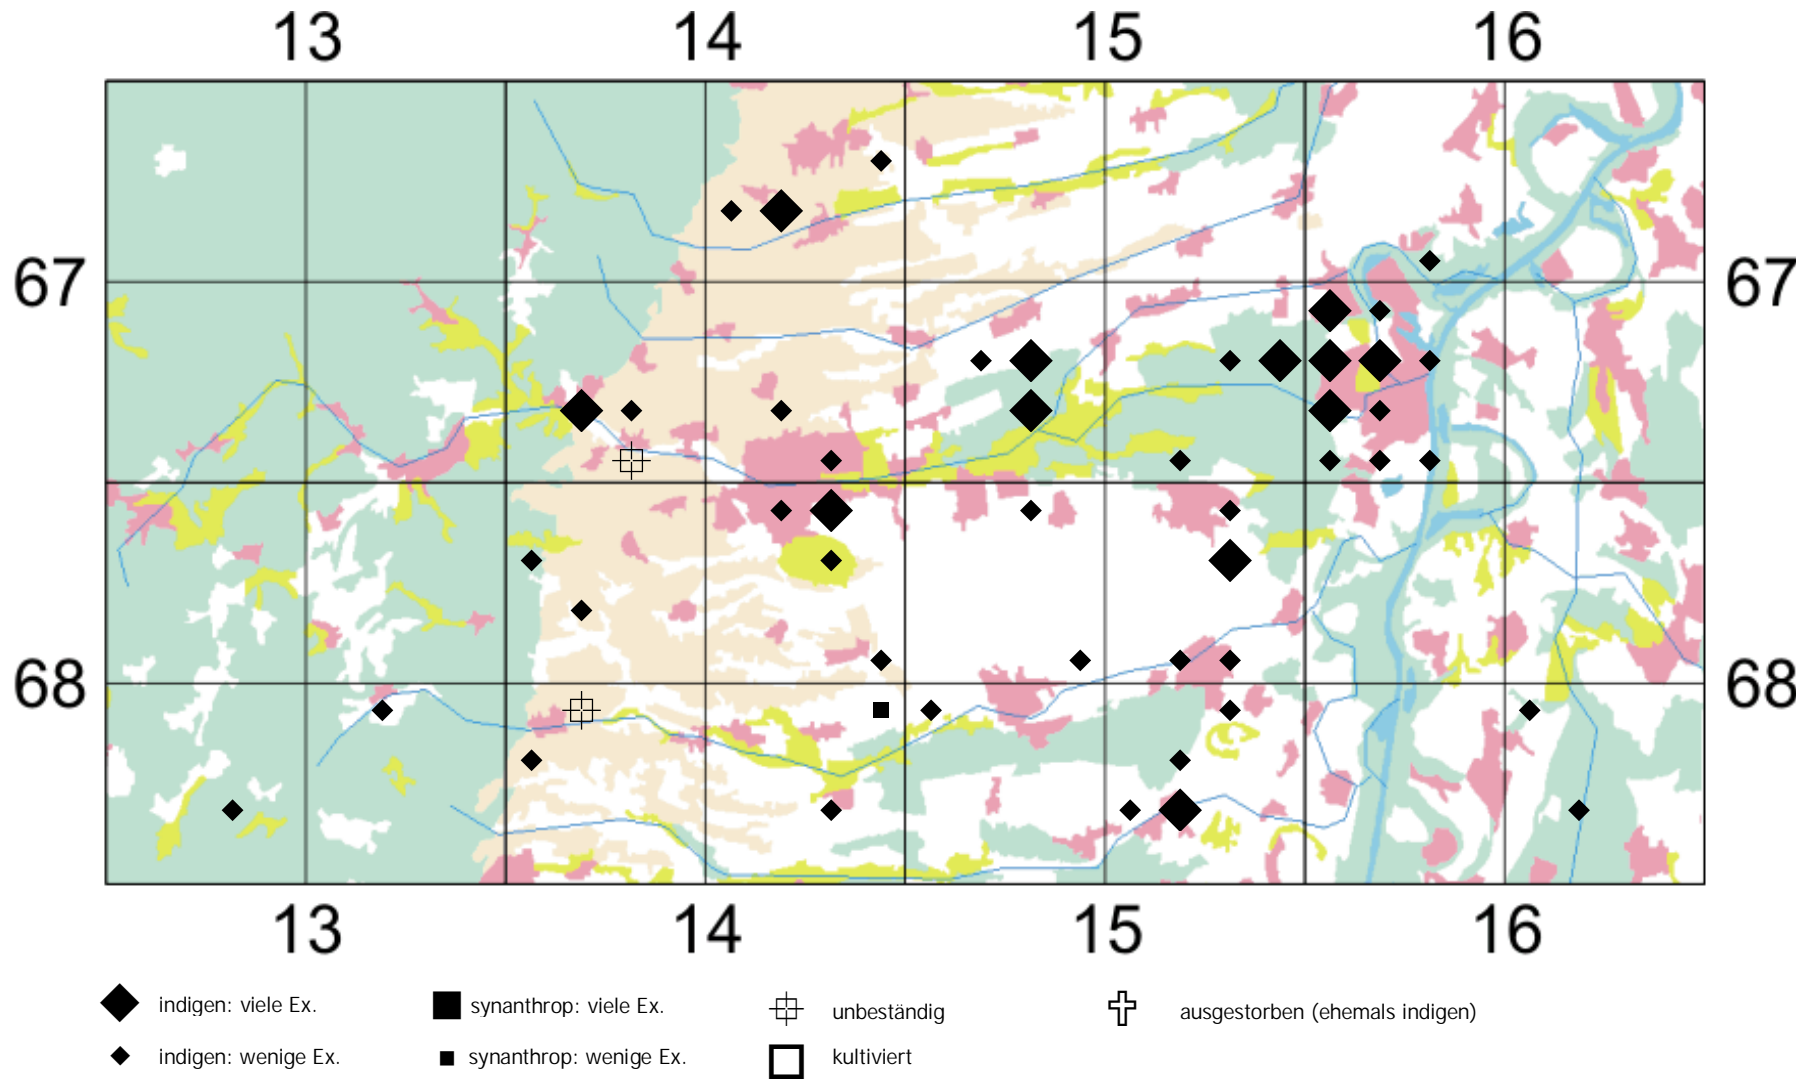 13 14 15 16
67 67
68 68
13 14 15 16
indigen: viele Ex. synanthrop: viele Ex. unbeständig ausgestorben (ehemals indigen)
indigen: wenige Ex. synanthrop: wenige Ex. kultiviert